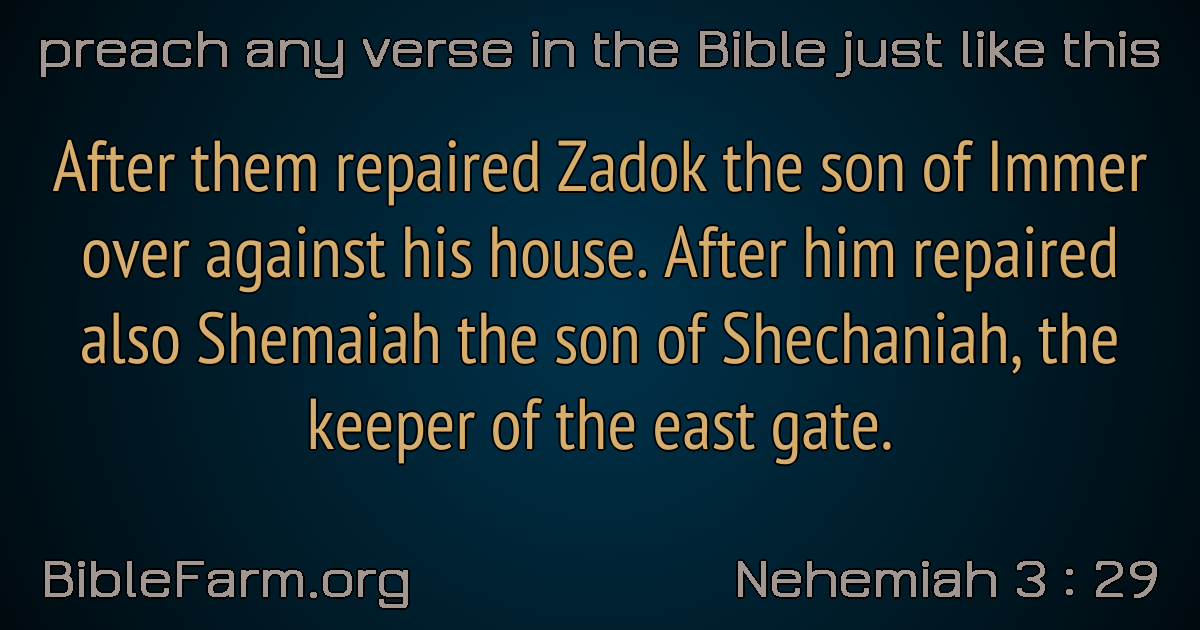 preach any verse in the Bible just like this
After them repaired Zadok the son of Immer
over against his house. After him repaired
also Shemaiah the son of Shechaniah, the
keeper of the east gate.
BibleFarm.org
Nehemiah 3 : 29